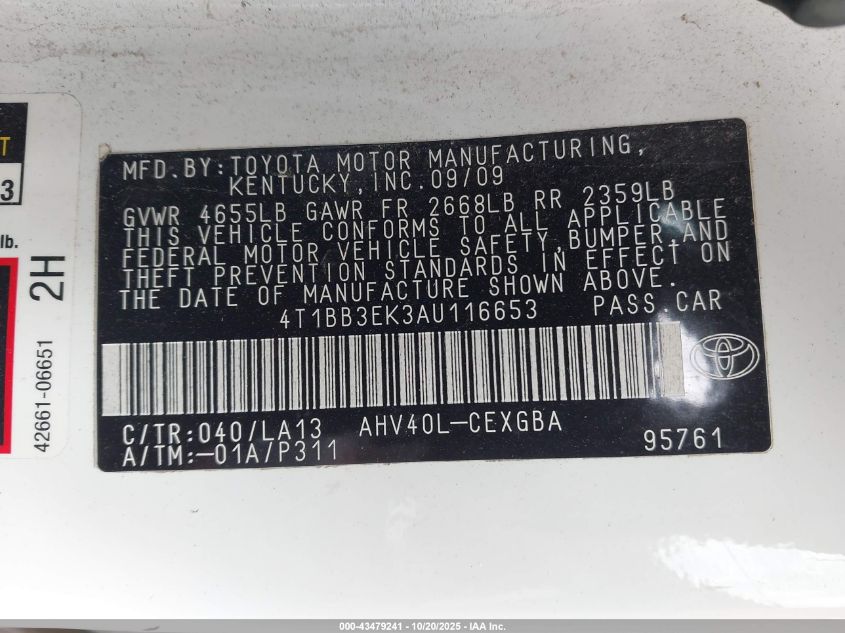 T
3
lb.
2H
42661-06651
MFD. BY: TOYOTA MOTOR MANUFACTURING,
KENTUCKY, INC. 09/09
GVWR 4655LB GAWR FR 2668LB RR 2359LB
THIS VEHICLE CONFORMS TO ALL APPLICABLE
FEDERAL MOTOR VEHICLE SAFETY, BUMPER AND
THEFT PREVENTION STANDARDS IN EFFECT ON
THE DATE OF MANUFACTURE SHOWN ABOVE.
4T1BB3EK3AU116653 PASS. CAR
C/TR: 040/LA13 AHV40L-CEXGBA
A/TM: -01A/P311 95761
000-43479241 - 10/20/2025 - IAA Inc.